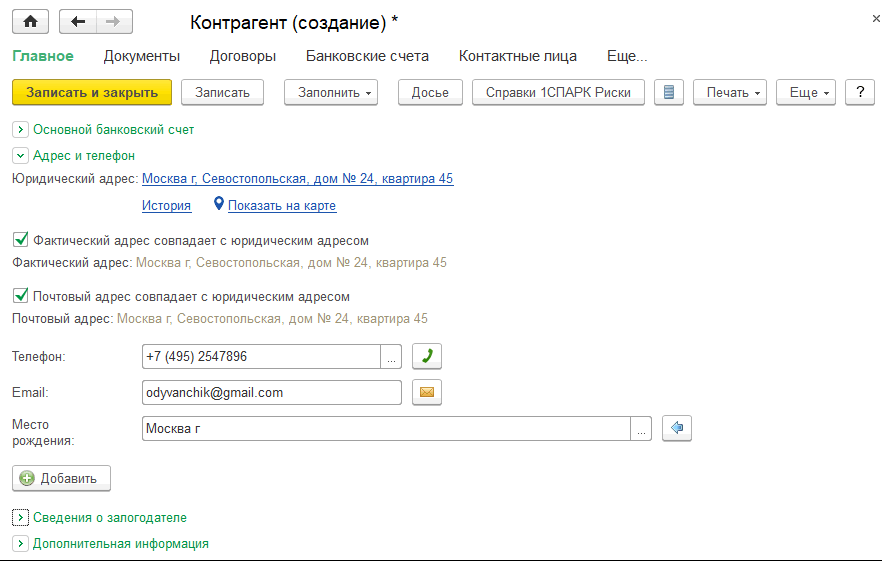 Контрагент (создание) *
Главное Документы Договоры Банковские счета Контактные лица Еще...
Записать и закрыть Записать Заполнить Досье Справки 1СПАРК Риски Печать Еще ?
Основной банковский счет
Адрес и телефон
Юридический адрес: Москва г, Севостопольская, дом № 24, квартира 45
История Показать на карте
Фактический адрес совпадает с юридическим адресом
Фактический адрес: Москва г, Севостопольская, дом № 24, квартира 45
Почтовый адрес совпадает с юридическим адресом
Почтовый адрес: Москва г, Севостопольская, дом № 24, квартира 45
Телефон: +7 (495) 2547896 ...
Email: odyvanchik@gmail.com
Место
рождения: Москва г ...
Добавить
Сведения о залогодателе
Дополнительная информация